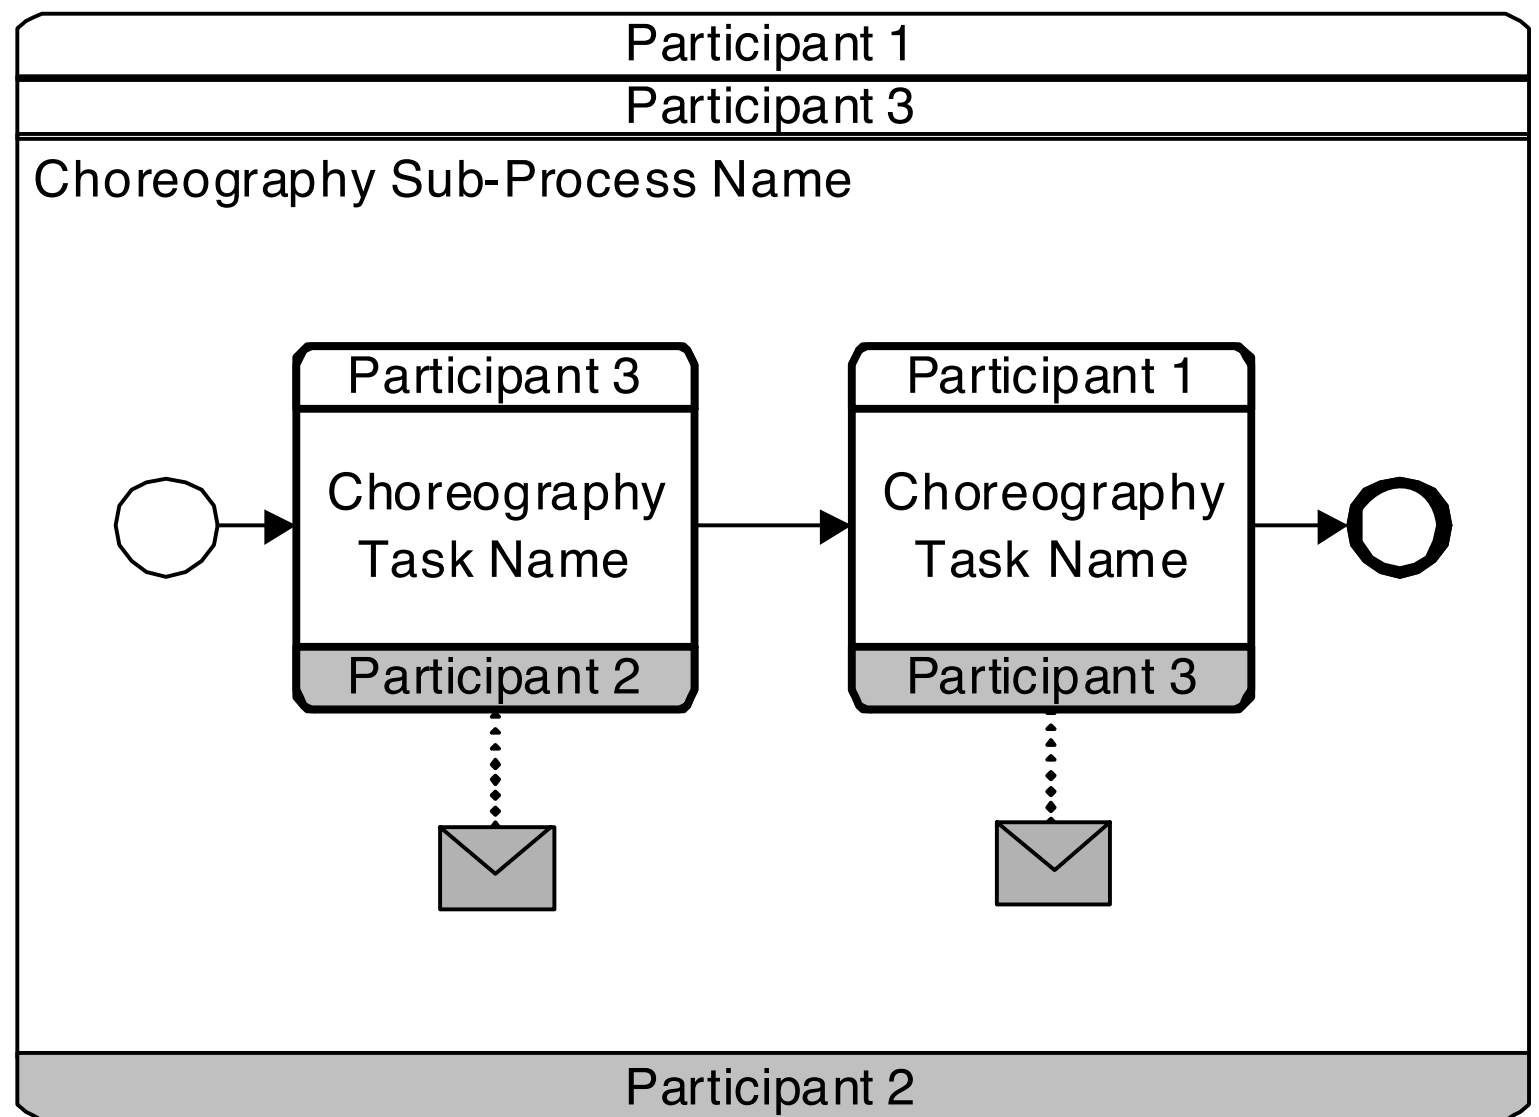 Participant 1
Participant 3
Choreography Sub-Process Name
Participant 3
Choreography
Task Name
Participant 2
Participant 1
Choreography
Task Name
Participant 3
Participant 2